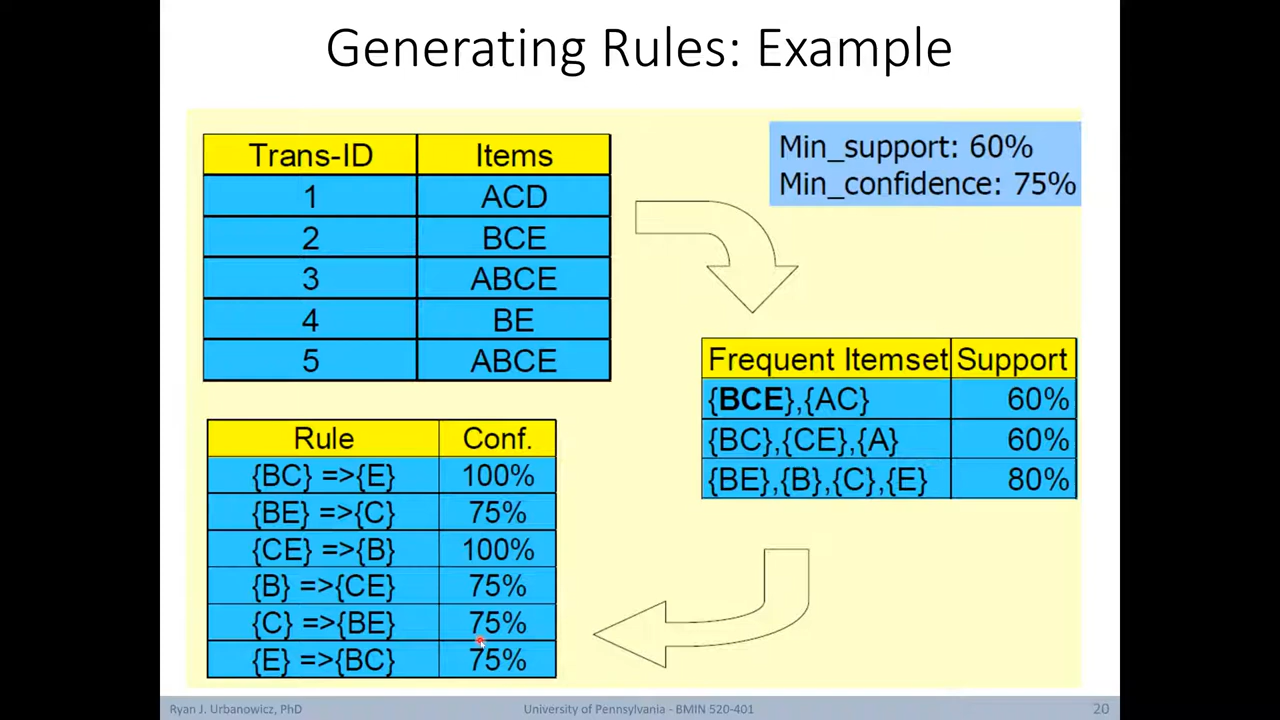 Generating Rules: Example
Min_support: 60%
Min_confidence: 75%
Trans-ID Items
1 ACD
2 BCE
3 ABCE
4 BE
5 ABCE
Frequent Itemset Support
{BCE},{AC} 60%
{BC},{CE},{A} 60%
{BE},{B},{C},{E} 80%
Rule Conf.
{BC} =>{E} 100%
{BE} =>{C} 75%
{CE} =>{B} 100%
{B} =>{CE} 75%
{C} =>{BE} 75%
{E} =>{BC} 75%
Ryan J. Urbanowicz, PhD University of Pennsylvania - BMIN 520-401 20